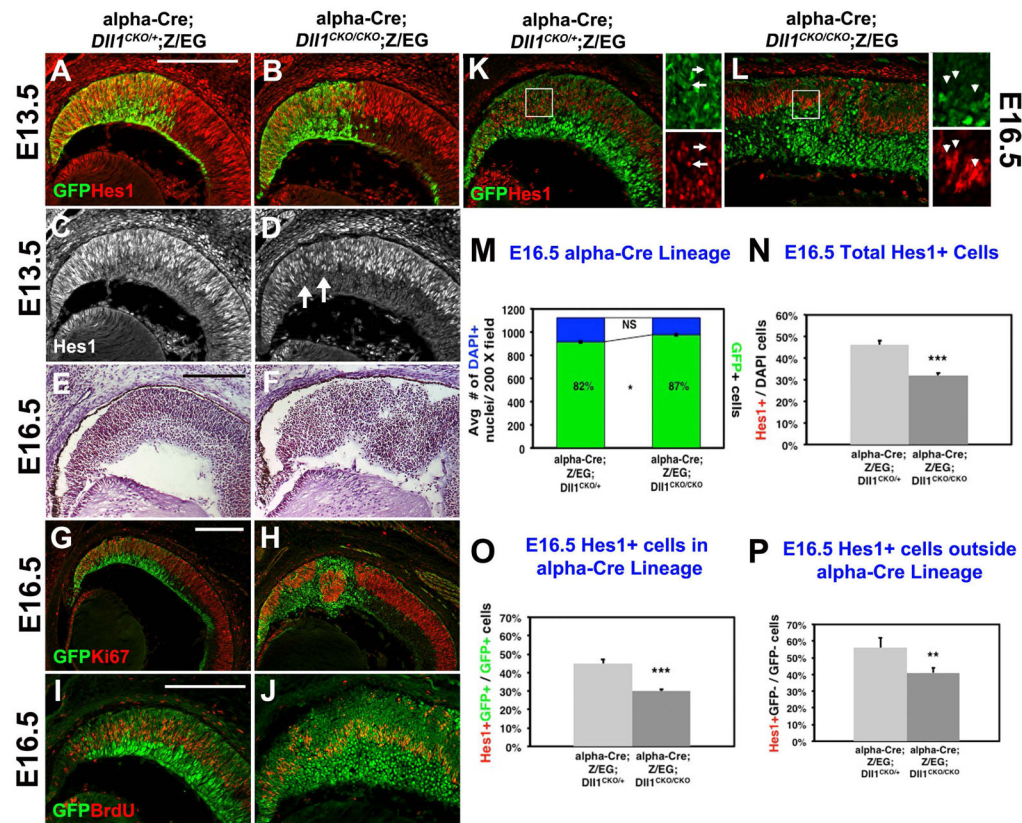 alpha-Cre;
Dll1CKO/+;Z/EG
alpha-Cre;
Dll1CKO/CKO;Z/EG
alpha-Cre;
Dll1CKO/+;Z/EG
alpha-Cre;
Dll1CKO/CKO;Z/EG
E13.5
A
GFPHes1
B
K
GFPHes1
L
E16.5
E13.5
C
Hes1
D
E16.5
E
F
E16.5
G
GFPKi67
H
E16.5
I
GFPBrdU
J
M
E16.5 alpha-Cre Lineage
Avg # of DAPI+
nuclei/ 200 X field
1200
1000
800
600
400
200
0
NS
82%
*
87%
GFP+ cells
alpha-Cre;
Z/EG;
Dll1CKO/+
alpha-Cre;
Z/EG;
Dll1CKO/CKO
N
E16.5 Total Hes1+ Cells
Hes1+ / DAPI cells
60%
50%
40%
30%
20%
10%
0%
***
alpha-Cre;
Z/EG;
Dll1CKO/+
alpha-Cre;
Z/EG;
Dll1CKO/CKO
O
E16.5 Hes1+ cells in
alpha-Cre Lineage
Hes1+GFP+ / GFP+ cells
70%
60%
50%
40%
30%
20%
10%
0%
***
alpha-Cre;
Z/EG;
Dll1CKO/+
alpha-Cre;
Z/EG;
Dll1CKO/CKO
P
E16.5 Hes1+ cells outside
alpha-Cre Lineage
Hes1+GFP- / GFP- cells
70%
60%
50%
40%
30%
20%
10%
0%
**
alpha-Cre;
Z/EG;
Dll1CKO/+
alpha-Cre;
Z/EG;
Dll1CKO/CKO